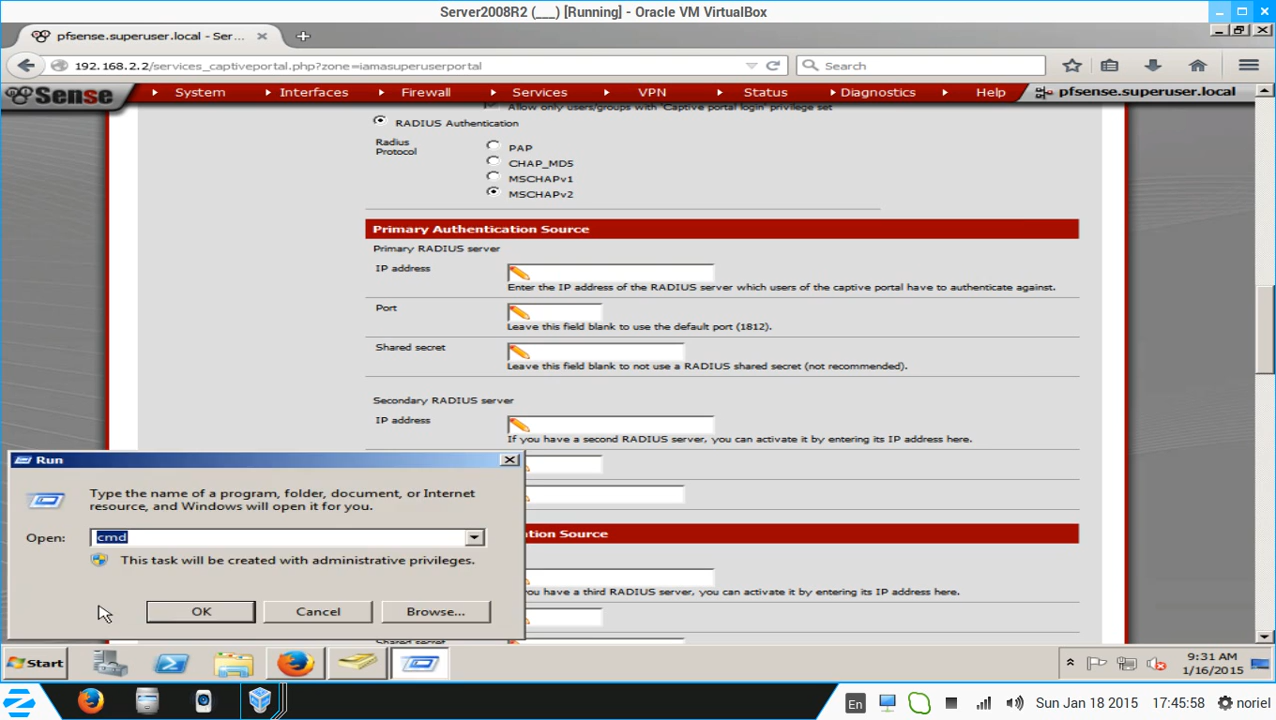 Server2008R2 (___) [Running] - Oracle VM VirtualBox
pfsense.superuser.local - Ser...
192.168.2.2/services_captiveportal.php?zone=iamasuperuserportal
Search
Sense
System
Interfaces
Firewall
Services
VPN
Status
Diagnostics
Help
pfsense.superuser.local
Allow only users/groups with 'Captive portal login' privilege set
RADIUS Authentication
Radius
Protocol
PAP
CHAP_MD5
MSCHAPv1
MSCHAPv2
Primary Authentication Source
Primary RADIUS server
IP address
Enter the IP address of the RADIUS server which users of the captive portal have to authenticate against.
Port
Leave this field blank to use the default port (1812).
Shared secret
Leave this field blank to not use a RADIUS shared secret (not recommended).
Secondary RADIUS server
IP address
If you have a second RADIUS server, you can activate it by entering its IP address here.
Run
Type the name of a program, folder, document, or Internet
resource, and Windows will open it for you.
Open:
cmd
This task will be created with administrative privileges.
OK
Cancel
Browse...
tion Source
ou have a third RADIUS server, you can activate it by entering its IP address here.
Shared secret
Start
9:31 AM
1/16/2015
En
Sun Jan 18 2015
17:45:58
noriel